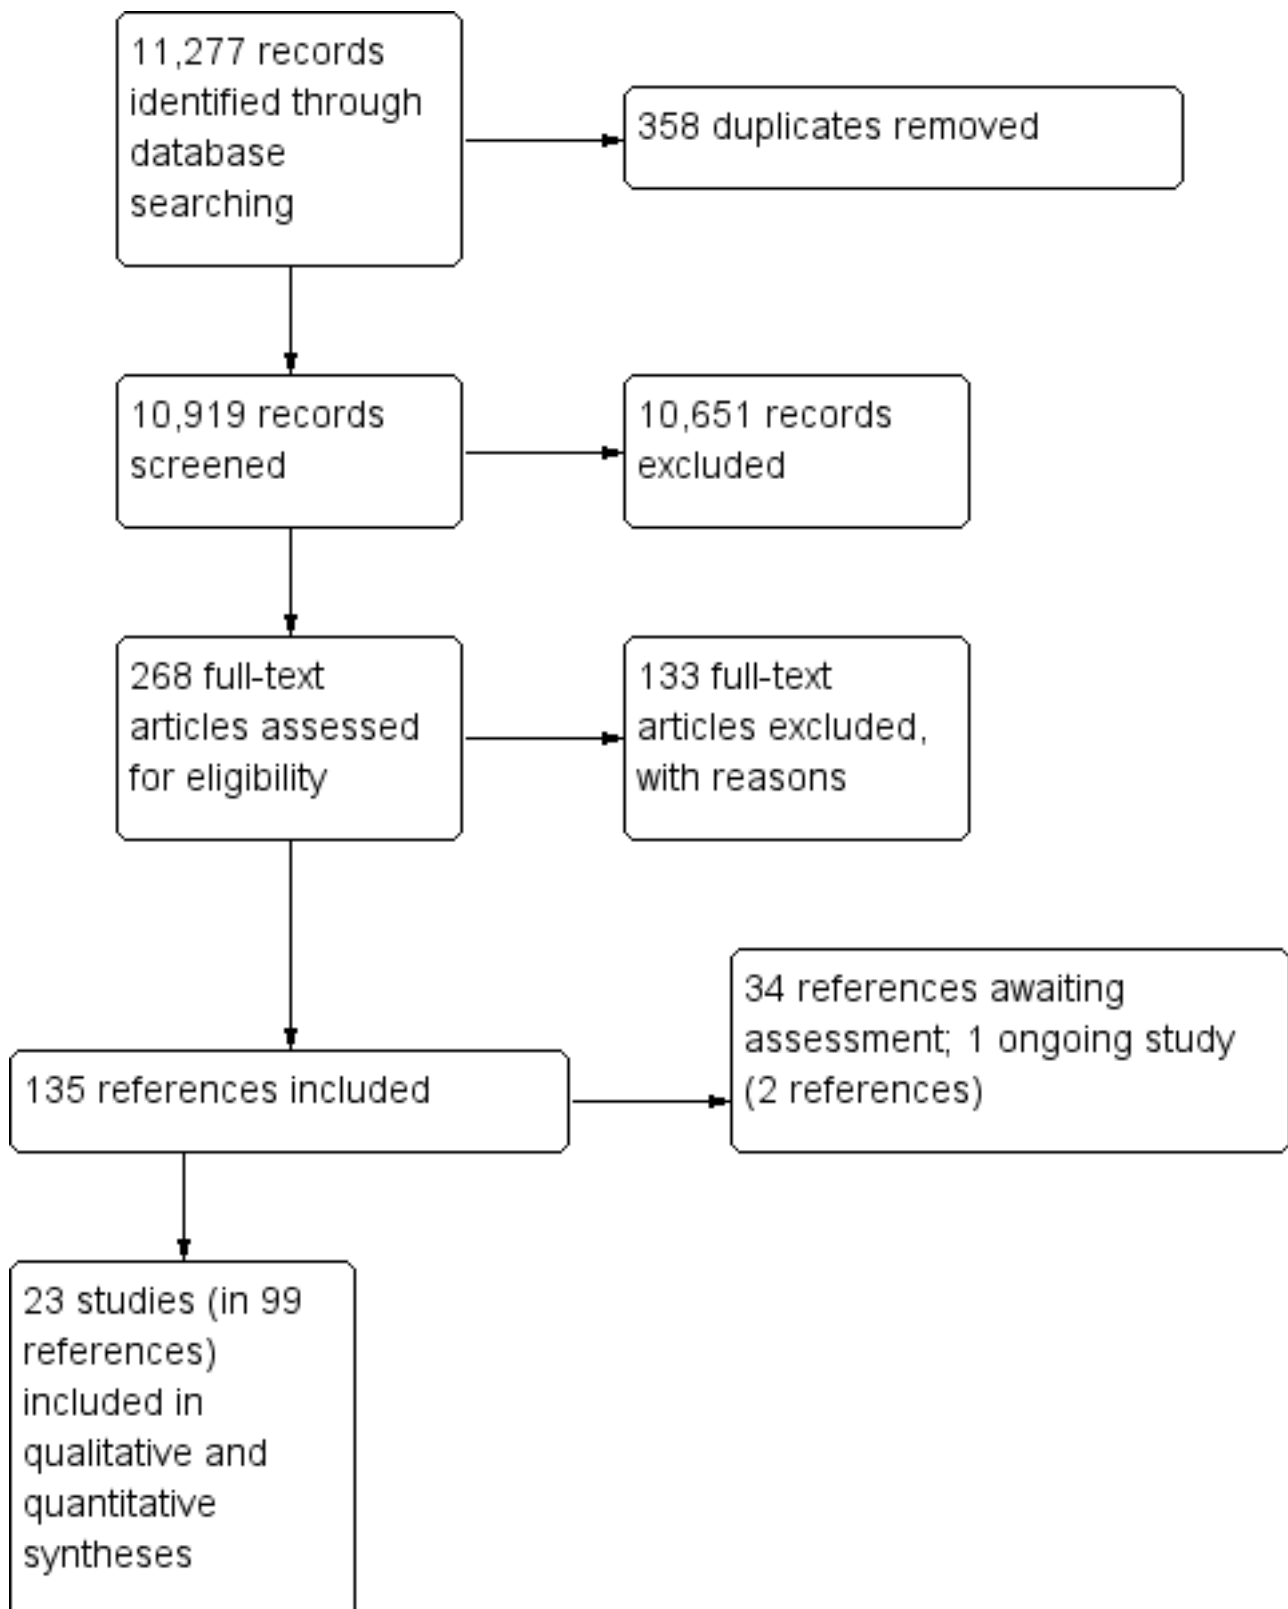 11,277 records
identified through
database
searching
358 duplicates removed
10,919 records
screened
10,651 records
excluded
268 full-text
articles assessed
for eligibility
133 full-text
articles excluded,
with reasons
135 references included
34 references awaiting
assessment; 1 ongoing study
(2 references)
23 studies (in 99
references)
included in
qualitative and
quantitative
syntheses